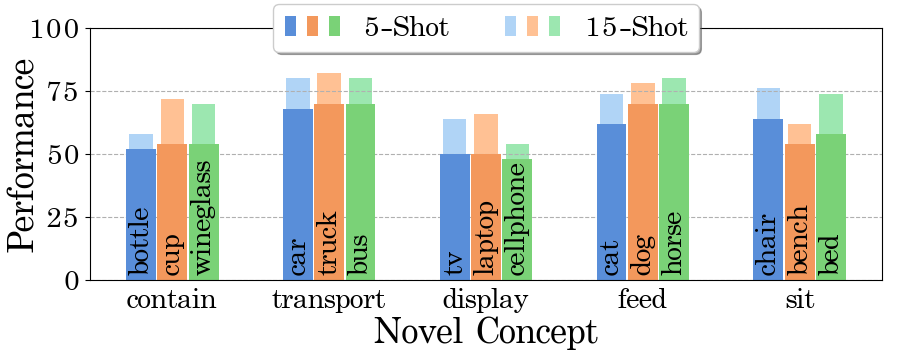 5-Shot 15-Shot
100
75
50
25
0
Performance
bottle cup wineglass car truck bus tv laptop cellphone cat dog horse chair bench bed
contain transport display feed sit
Novel Concept